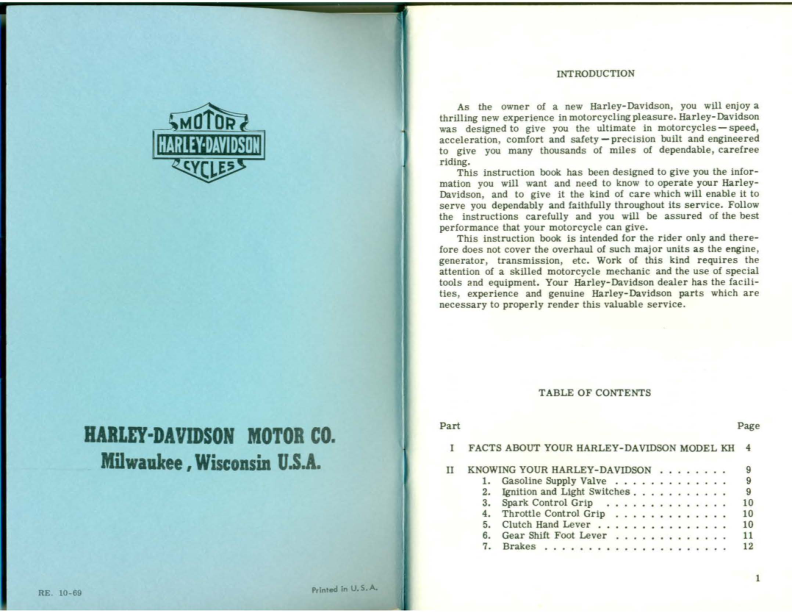 MOTOR
HARLEY-DAVIDSON
CYCLES
HARLEY-DAVIDSON MOTOR CO.
Milwaukee, Wisconsin U.S.A.
RE. 10-69
Printed in U.S.A.
INTRODUCTION
As the owner of a new Harley-Davidson, you will enjoy a
thrilling new experience in motorcycling pleasure. Harley-Davidson
was designed to give you the ultimate in motorcycles—speed,
acceleration, comfort and safety—precision built and engineered
to give you many thousands of miles of dependable, carefree
riding.
This instruction book has been designed to give you the infor-
mation you will want and need to know to operate your Harley-
Davidson, and to give it the kind of care which will enable it to
serve you dependably and faithfully throughout its service. Follow
the instructions carefully and you will be assured of the best
performance that your motorcycle can give.
This instruction book is intended for the rider only and there-
fore does not cover the overhaul of such major units as the engine,
generator, transmission, etc. Work of this kind requires the
attention of a skilled motorcycle mechanic and the use of special
tools and equipment. Your Harley-Davidson dealer has the facili-
ties, experience and genuine Harley-Davidson parts which are
necessary to properly render this valuable service.
TABLE OF CONTENTS
Part Page
I FACTS ABOUT YOUR HARLEY-DAVIDSON MODEL KH 4
II KNOWING YOUR HARLEY-DAVIDSON . . . . . . . . 9
1. Gasoline Supply Valve . . . . . . . . . . . . . 9
2. Ignition and Light Switches . . . . . . . . . . . 9
3. Spark Control Grip . . . . . . . . . . . . . . 10
4. Throttle Control Grip . . . . . . . . . . . . . 10
5. Clutch Hand Lever . . . . . . . . . . . . . . . 10
6. Gear Shift Foot Lever . . . . . . . . . . . . . 11
7. Brakes . . . . . . . . . . . . . . . . . . . . . 12
1